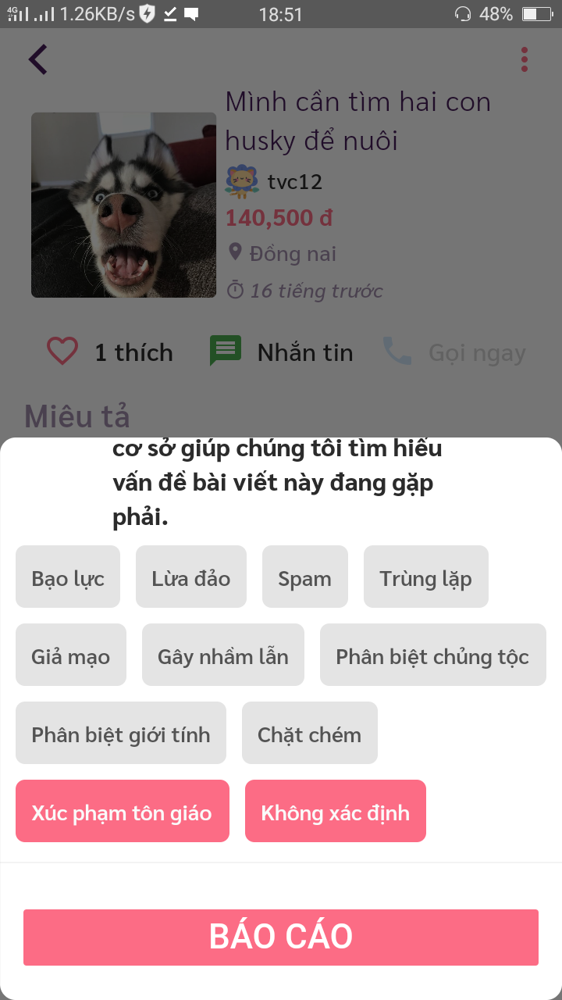 4G 1.26KB/s 18:51 48%
Mình cần tìm hai con
husky để nuôi
tvc12
140,500 đ
Đồng nai
16 tiếng trước
1 thích Nhắn tin Gọi ngay
Miêu tả
cơ sở giúp chúng tôi tìm hiểu
vấn đề bài viết này đang gặp
phải.
Bạo lực Lừa đảo Spam Trùng lặp
Giả mạo Gây nhầm lẫn Phân biệt chủng tộc
Phân biệt giới tính Chặt chém
Xúc phạm tôn giáo Không xác định
BÁO CÁO